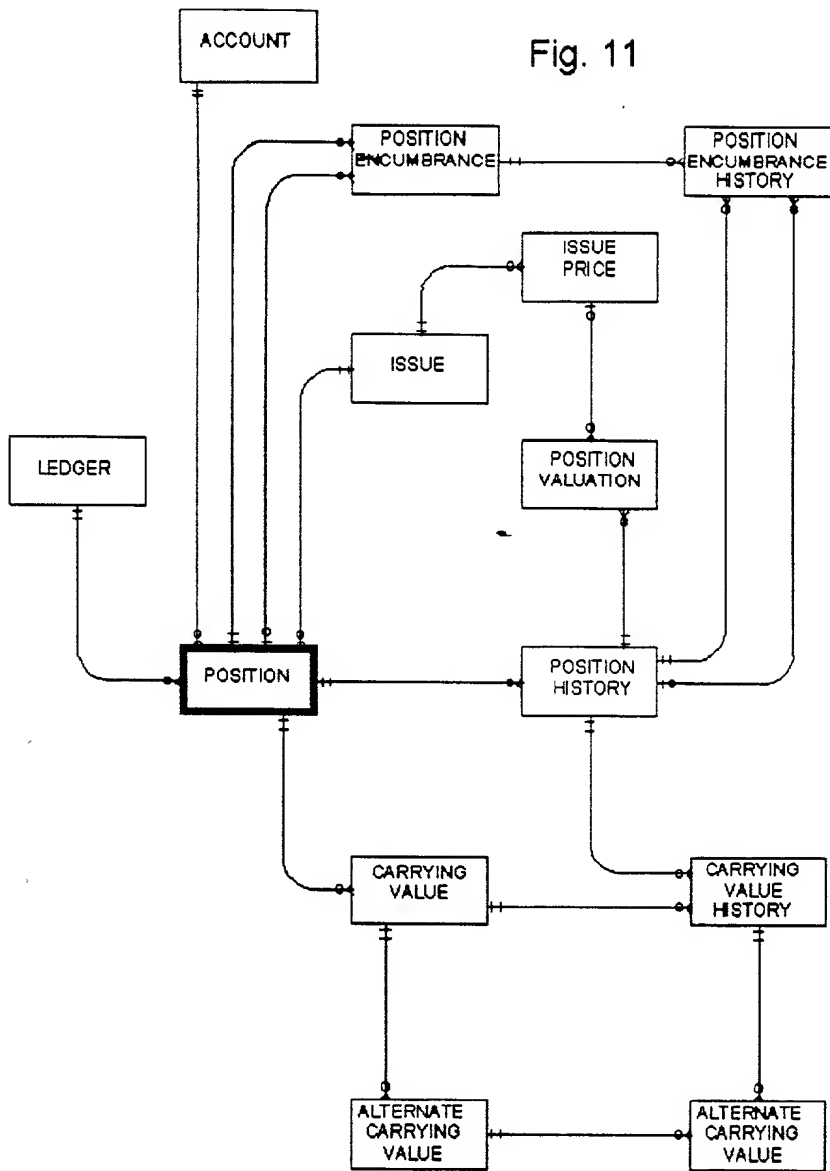 ACCOUNT
Fig. 11
POSITION
ENCUMBRANCE
POSITION
ENCUMBRANCE
HISTORY
ISSUE
PRICE
ISSUE
LEDGER
POSITION
VALUATION
POSITION
POSITION
HISTORY
CARRYING
VALUE
CARRYING
VALUE
HISTORY
ALTERNATE
CARRYING
VALUE
ALTERNATE
CARRYING
VALUE